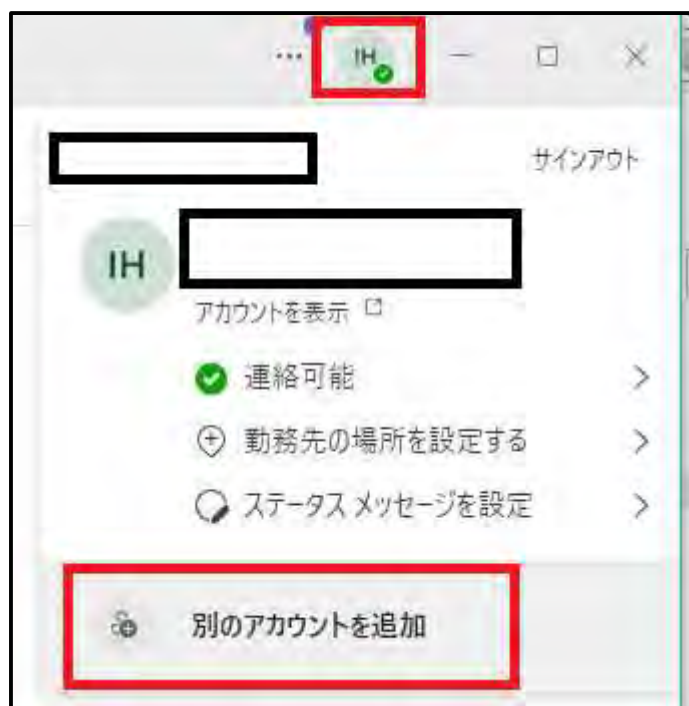 IH
サインアウト
IH
アカウントを表示
連絡可能
勤務先の場所を設定する
ステータス メッセージを設定
別のアカウントを追加